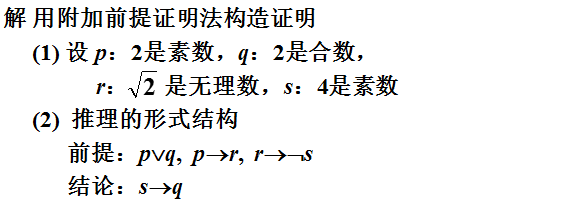 解 用附加前提证明法构造证明
(1) 设 p：2是素数，q：2是合数，
r：√2 是无理数，s：4是素数
(2) 推理的形式结构
前提：p∨q, p→r, r→¬s
结论：s→q